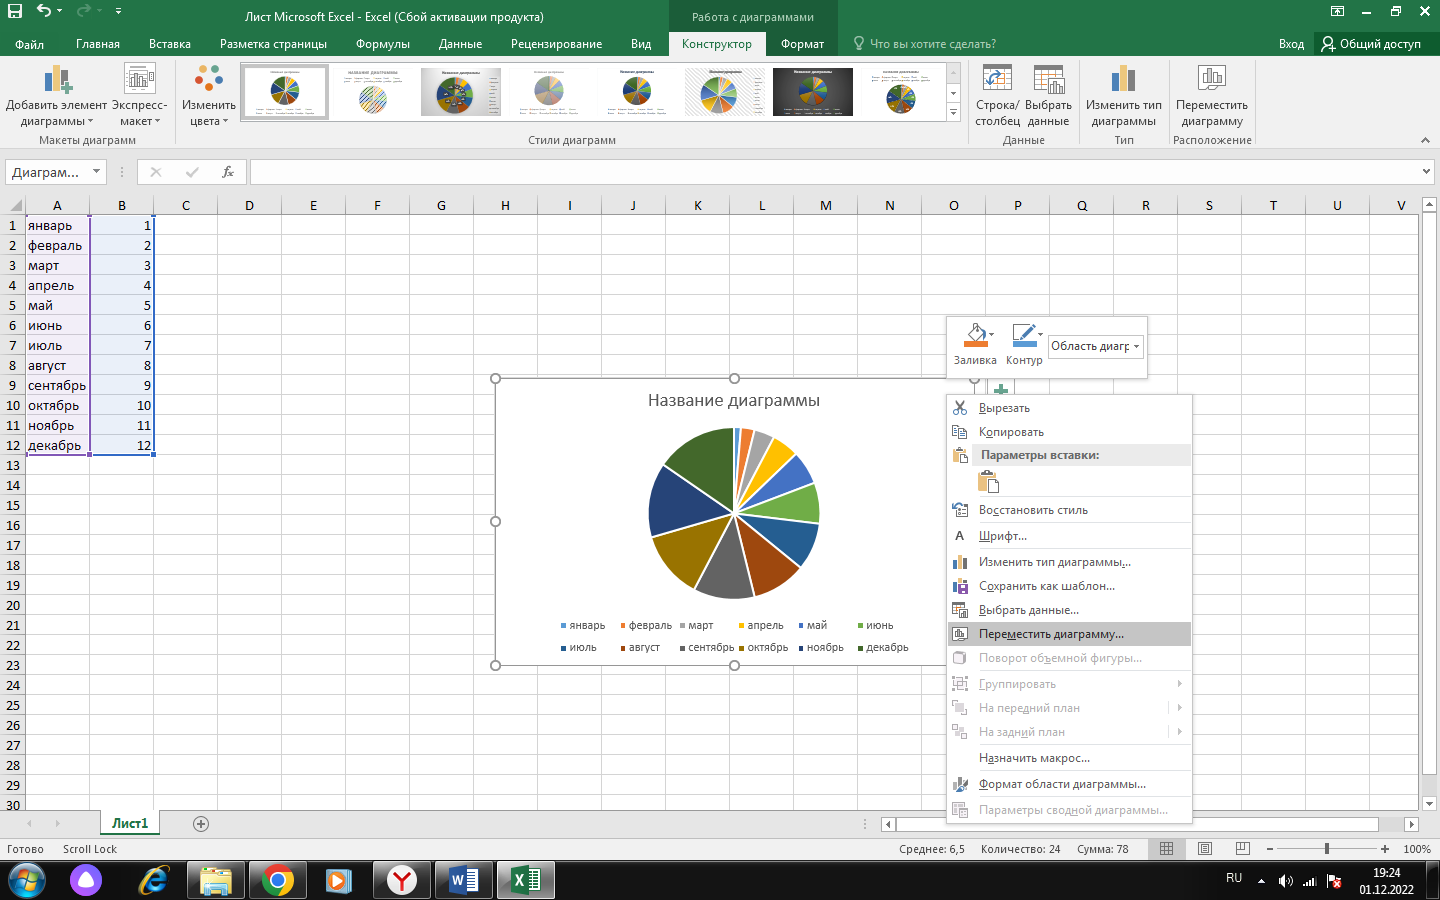 Лист Microsoft Excel - Excel (Сбой активации продукта)
Работа с диаграммами
Файл Главная Вставка Разметка страницы Формулы Данные Рецензирование Вид Конструктор Формат Что вы хотите сделать? Вход Общий доступ
Добавить элемент диаграммы
Экспресс-макет
Изменить цвета
Строка/столбец
Выбрать данные
Изменить тип диаграммы
Переместить диаграмму
Макеты диаграмм Стили диаграмм Данные Тип Расположение
Диаграм... fx
A B C D E F G H I J K L M N O P Q R S T U V
1 январь 1
2 февраль 2
3 март 3
4 апрель 4
5 май 5
6 июнь 6
7 июль 7
8 август 8
9 сентябрь 9
10 октябрь 10
11 ноябрь 11
12 декабрь 12
13
14
15
16
17
18
19
20
21
22
23
24
25
26
27
28
29
30
Название диаграммы
январь февраль март апрель май июнь
июль август сентябрь октябрь ноябрь декабрь
Заливка Контур Область диагр
Вырезать
Копировать
Параметры вставки:
Восстановить стиль
A Шрифт...
Изменить тип диаграммы...
Сохранить как шаблон...
Выбрать данные...
Переместить диаграмму...
Поворот объемной фигуры...
Группировать
На передний план
На задний план
Назначить макрос...
Формат области диаграммы...
Параметры сводной диаграммы...
Лист1
Готово Scroll Lock Среднее: 6,5 Количество: 24 Сумма: 78 100%
RU 19:24
01.12.2022